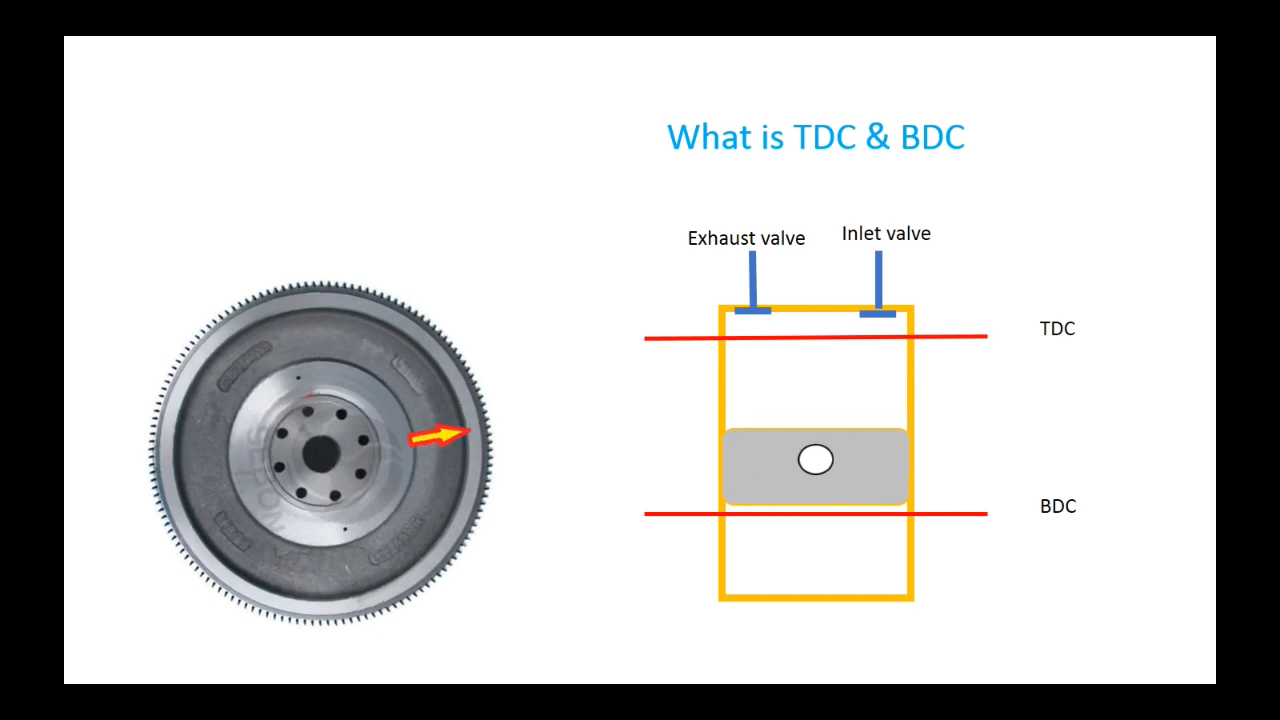 What is TDC & BDC
Exhaust valve
Inlet valve
TDC
BDC